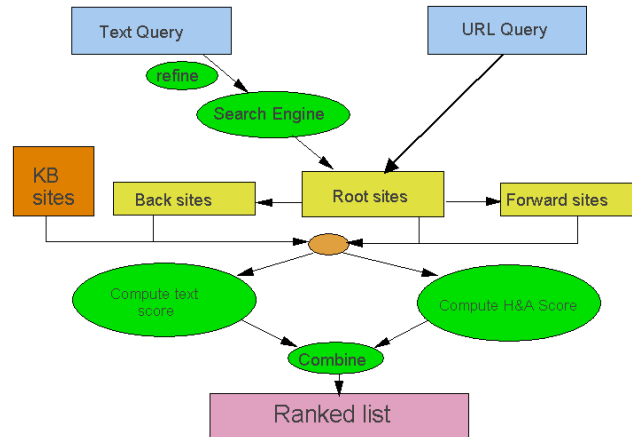 Text Query
URL Query
refine
Search Engine
KB
sites
Back sites
Root sites
Forward sites
Compute text
score
Compute H&A Score
Combine
Ranked list